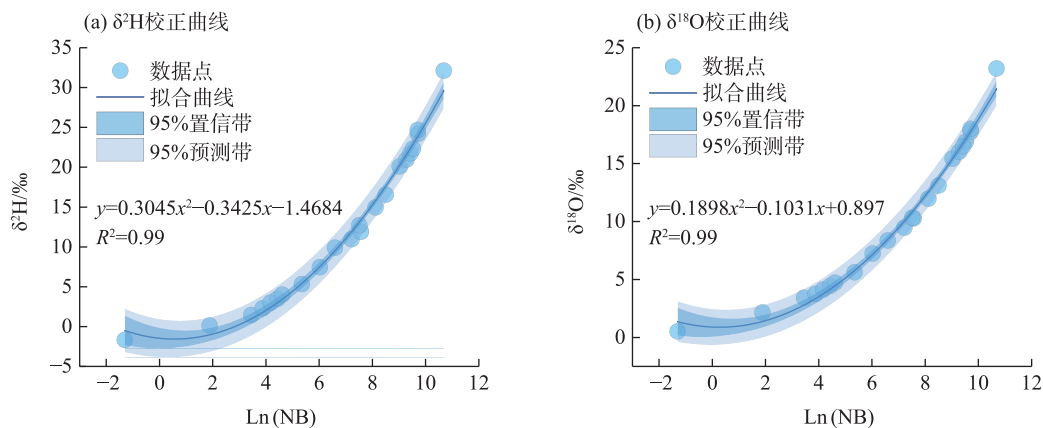 (a) δ²H校正曲线
35
30
25
20
15
10
5
0
−5
δ²H/‰
数据点
拟合曲线
95%置信带
95%预测带
y=0.3045x²−0.3425x−1.4684
R²=0.99
−2 0 2 4 6 8 10 12
Ln (NB)
(b) δ¹⁸O校正曲线
25
20
15
10
5
0
δ¹⁸O/‰
数据点
拟合曲线
95%置信带
95%预测带
y=0.1898x²−0.1031x+0.897
R²=0.99
−2 0 2 4 6 8 10 12
Ln (NB)